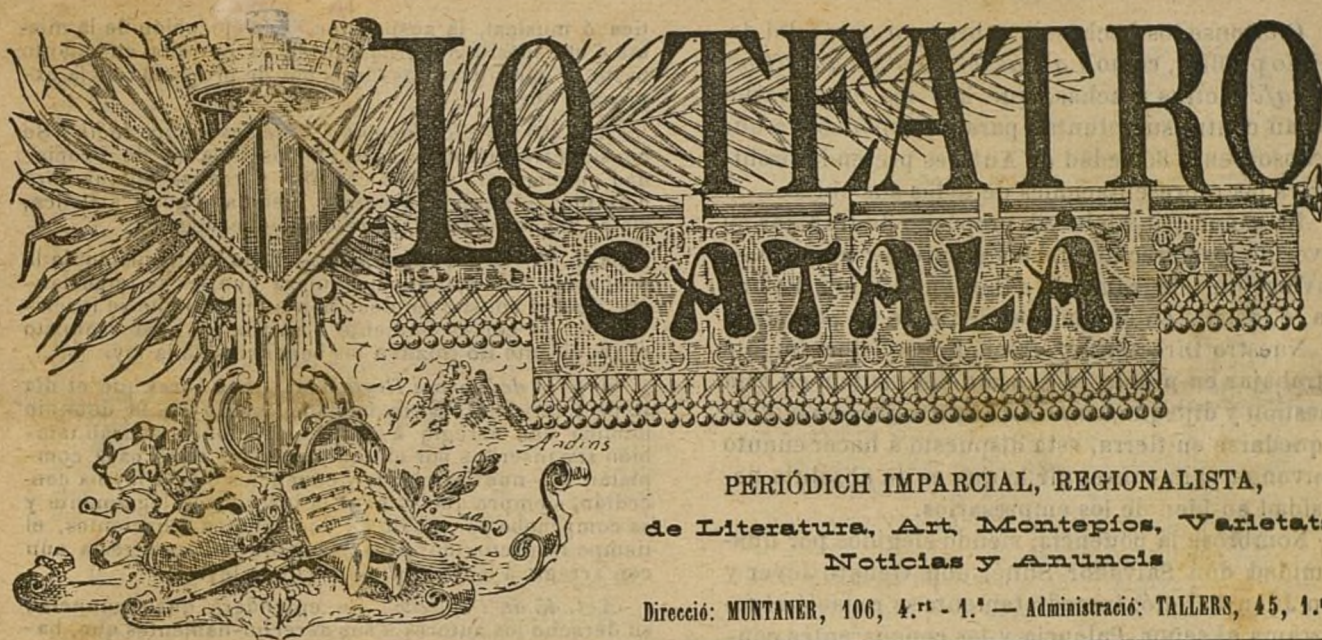 LO TEATRO
CATALÁ
Andins
PERIÓDICH IMPARCIAL, REGIONALISTA,
de Literatura, Art, Montepíos, Varietats
Noticias y Anuncis
Direcció: MUNTANER, 106, 4.rt - 1.ª — Administració: TALLERS, 45, 1.er